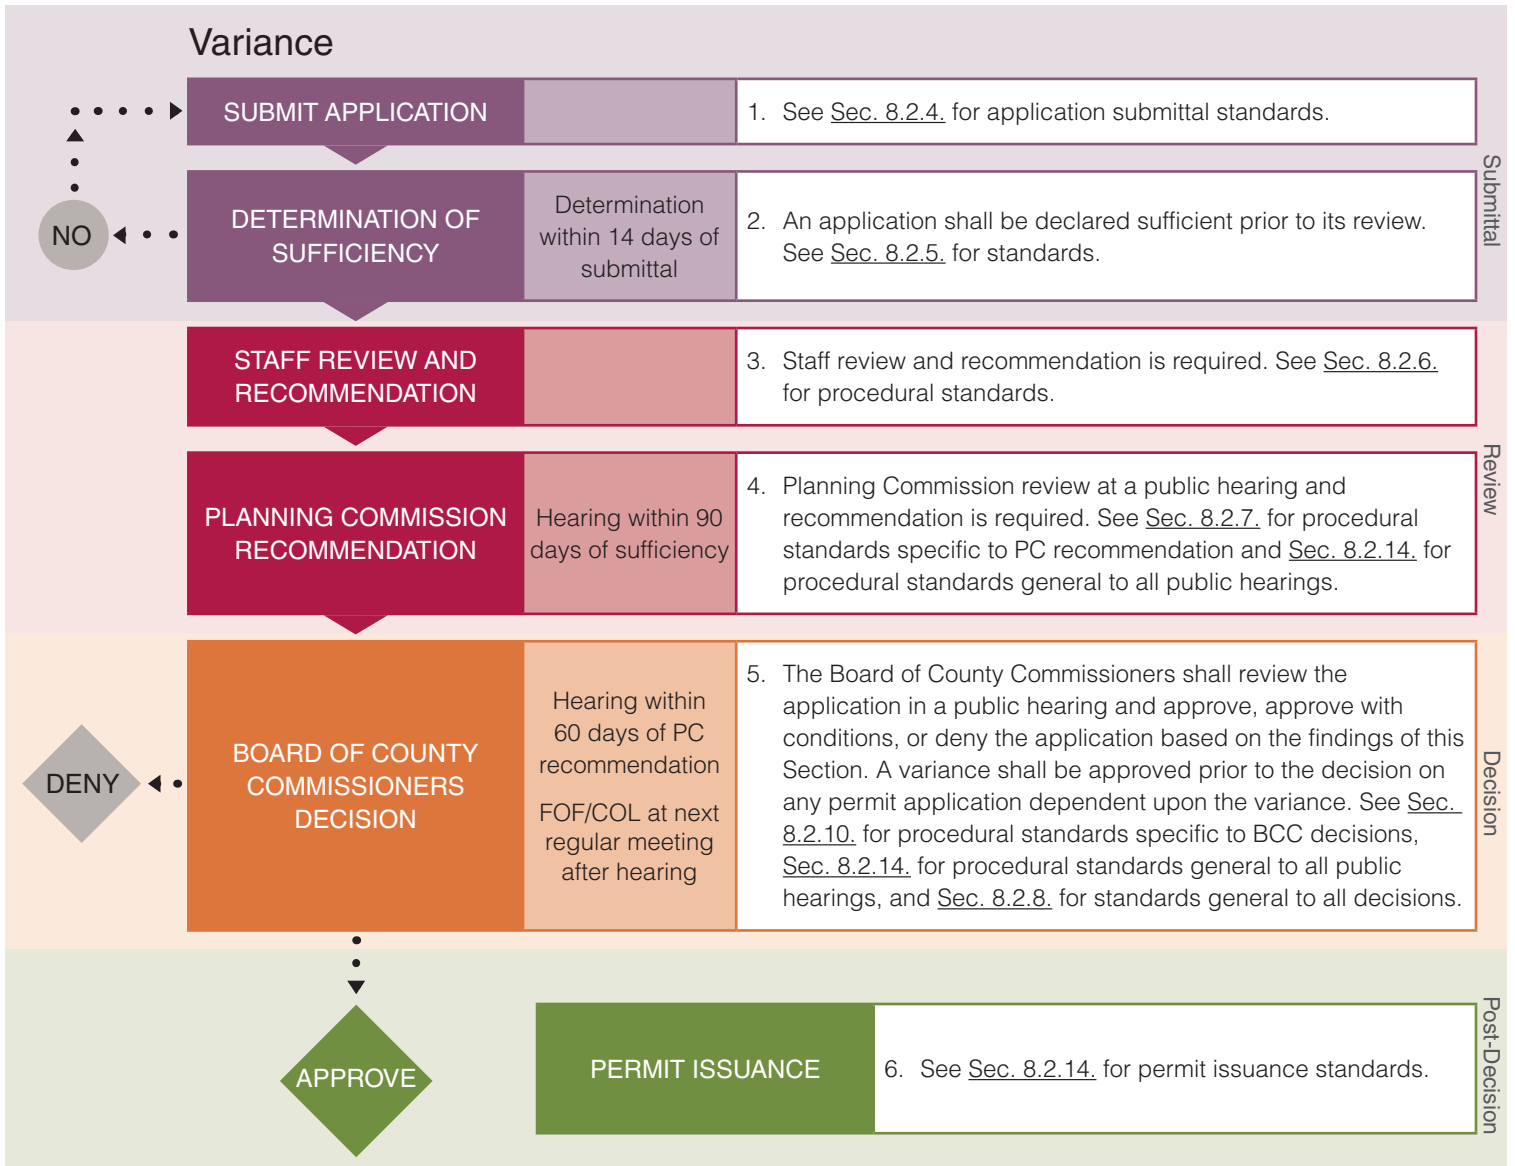 Variance
SUBMIT APPLICATION
1. See Sec. 8.2.4. for application submittal standards.
Submittal
NO
DETERMINATION OF
SUFFICIENCY
Determination
within 14 days of
submittal
2. An application shall be declared sufficient prior to its review.
See Sec. 8.2.5. for standards.
STAFF REVIEW AND
RECOMMENDATION
3. Staff review and recommendation is required. See Sec. 8.2.6.
for procedural standards.
Review
PLANNING COMMISSION
RECOMMENDATION
Hearing within 90
days of sufficiency
4. Planning Commission review at a public hearing and
recommendation is required. See Sec. 8.2.7. for procedural
standards specific to PC recommendation and Sec. 8.2.14. for
procedural standards general to all public hearings.
DENY
BOARD OF COUNTY
COMMISSIONERS
DECISION
Hearing within
60 days of PC
recommendation
FOF/COL at next
regular meeting
after hearing
5. The Board of County Commissioners shall review the
application in a public hearing and approve, approve with
conditions, or deny the application based on the findings of this
Section. A variance shall be approved prior to the decision on
any permit application dependent upon the variance. See Sec.
8.2.10. for procedural standards specific to BCC decisions,
Sec. 8.2.14. for procedural standards general to all public
hearings, and Sec. 8.2.8. for standards general to all decisions.
Decision
APPROVE
PERMIT ISSUANCE
6. See Sec. 8.2.14. for permit issuance standards.
Post-Decision